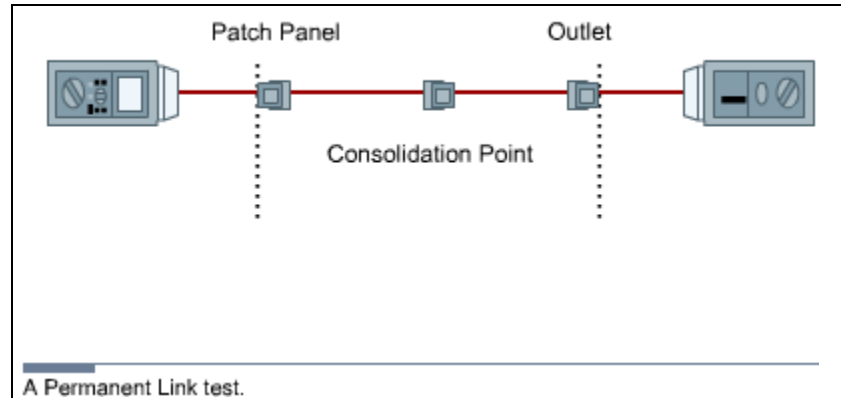 Patch Panel
Outlet
Consolidation Point
A Permanent Link test.